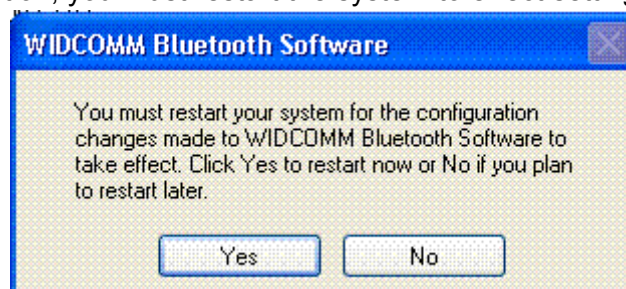 WIDCOMM Bluetooth Software
You must restart your system for the configuration
changes made to WIDCOMM Bluetooth Software to
take effect. Click Yes to restart now or No if you plan
to restart later.
Yes No